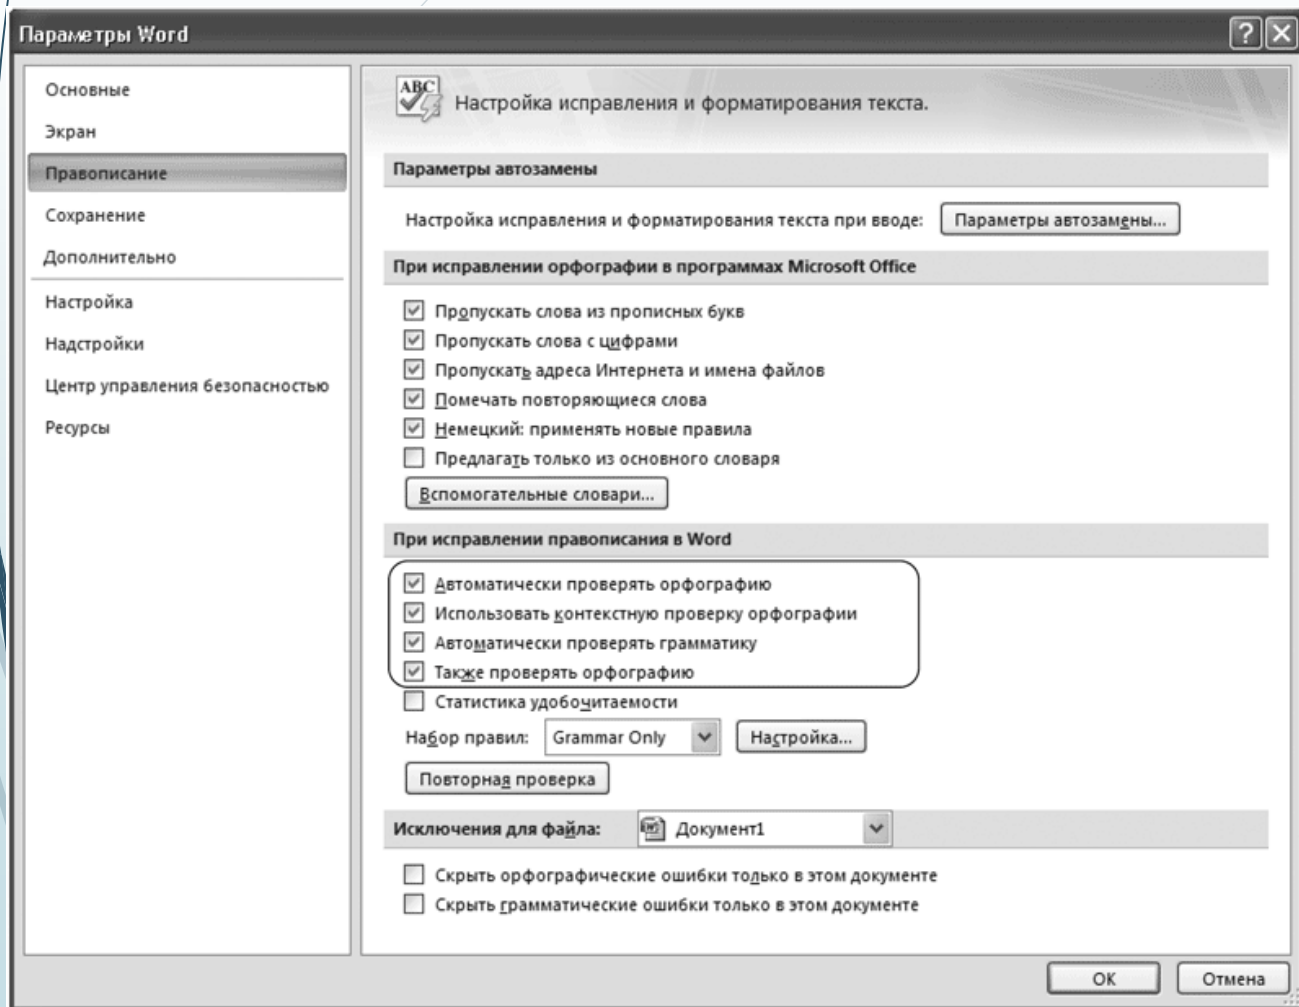 Параметры Word
Основные
Экран
Правописание
Сохранение
Дополнительно
Настройка
Надстройки
Центр управления безопасностью
Ресурсы
ABC
Настройка исправления и форматирования текста.
Параметры автозамены
Настройка исправления и форматирования текста при вводе: Параметры автозамены...
При исправлении орфографии в программах Microsoft Office
Пропускать слова из прописных букв
Пропускать слова с цифрами
Пропускать адреса Интернета и имена файлов
Помечать повторяющиеся слова
Немецкий: применять новые правила
Предлагать только из основного словаря
Вспомогательные словари...
При исправлении правописания в Word
Автоматически проверять орфографию
Использовать контекстную проверку орфографии
Автоматически проверять грамматику
Также проверять орфографию
Статистика удобочитаемости
Набор правил: Grammar Only Настройка...
Повторная проверка
Исключения для файла: Документ1
Скрыть орфографические ошибки только в этом документе
Скрыть грамматические ошибки только в этом документе
ОК Отмена